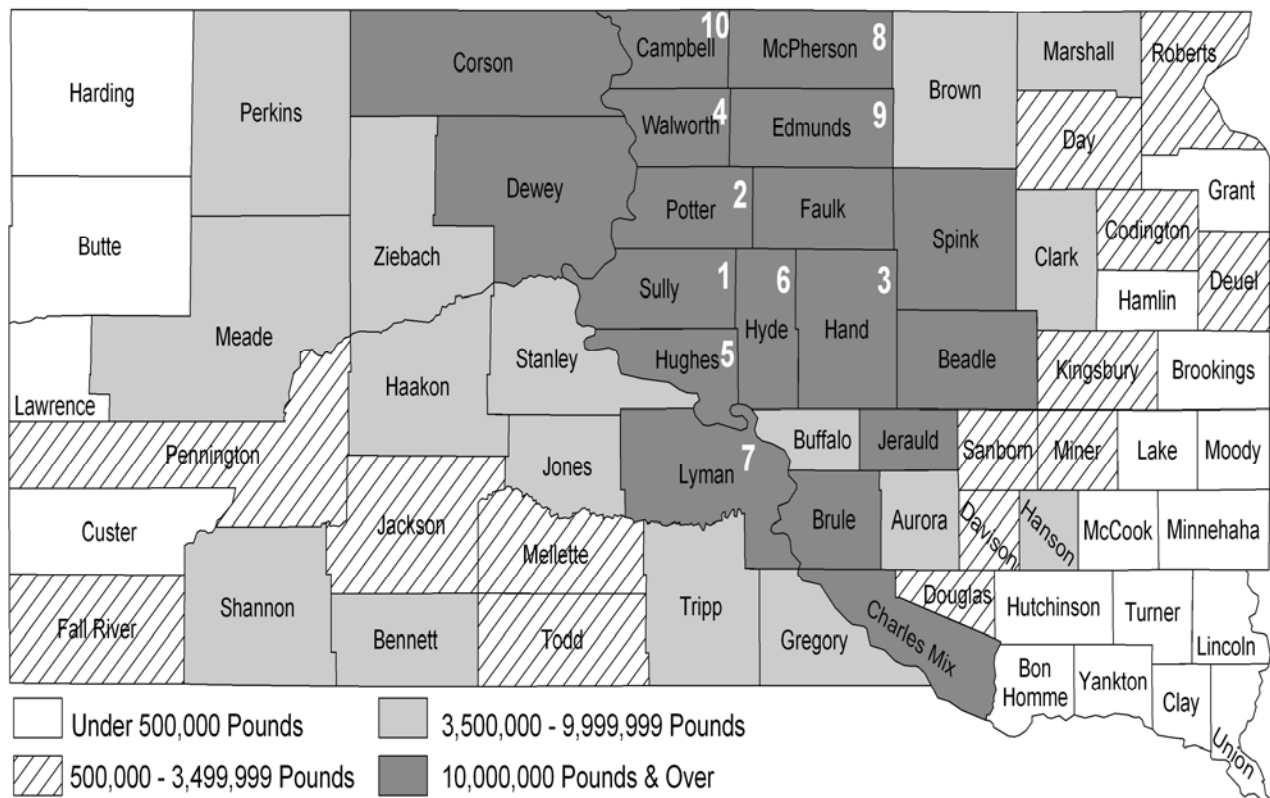 Harding
Perkins
Corson
Campbell 10
McPherson 8
Brown
Marshall
Roberts
Walworth 4
Edmunds 9
Day
Butte
Dewey
Potter 2
Faulk
Spink
Grant
Ziebach
Clark
Codington
Meade
Sully 1
Hyde 6
Hand 3
Hamlin
Deuel
Lawrence
Haakon
Stanley
Hughes 5
Beadle
Kingsbury
Brookings
Pennington
Jones
Lyman 7
Buffalo
Jerauld
Sanborn
Miner
Lake
Moody
Custer
Jackson
Mellette
Brule
Aurora
Davison
Hanson
McCook
Minnehaha
Fall River
Shannon
Bennett
Todd
Tripp
Gregory
Charles Mix
Douglas
Hutchinson
Turner
Lincoln
Bon
Homme
Yankton
Clay
Union
Under 500,000 Pounds
3,500,000 - 9,999,999 Pounds
500,000 - 3,499,999 Pounds
10,000,000 Pounds & Over